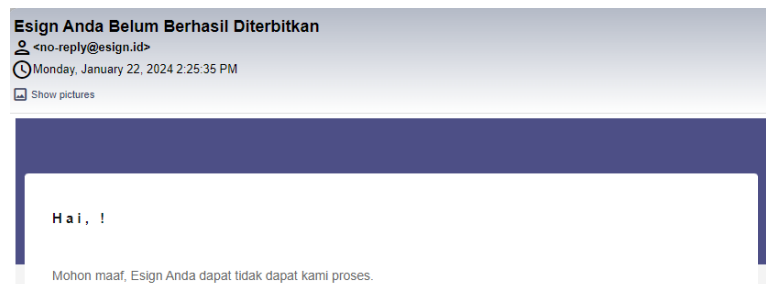 Esign Anda Belum Berhasil Diterbitkan
<no-reply@esign.id>
Monday, January 22, 2024 2:25:35 PM
Show pictures
Hai, !
Mohon maaf, Esign Anda dapat tidak dapat kami proses.